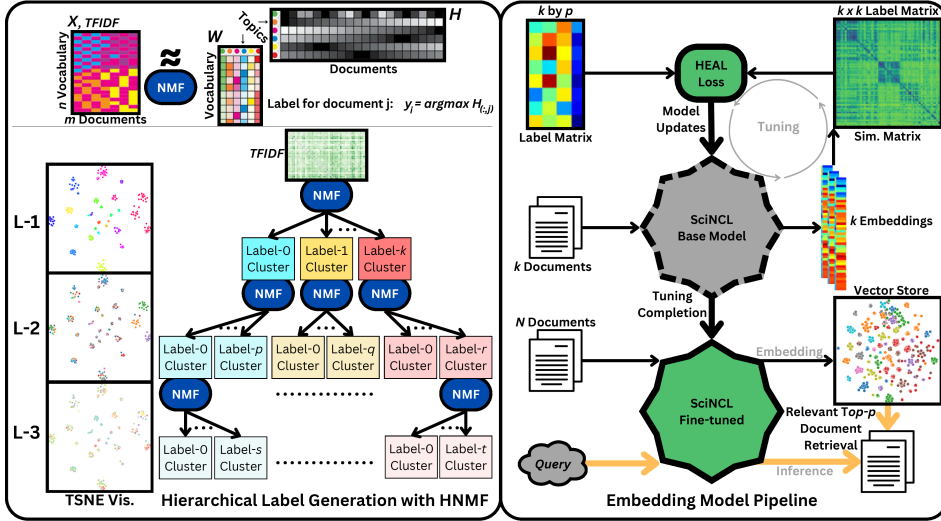 X, TFIDF
n Vocabulary
m Documents
≈
NMF
W
Vocabulary
Topics
H
Documents
Label for document j: yj = argmax H(:,j)
TFIDF
NMF
...
Label-0 Cluster
Label-1 Cluster
Label-k Cluster
NMF
NMF
NMF
Label-0 Cluster
Label-p Cluster
Label-0 Cluster
Label-q Cluster
Label-0 Cluster
Label-r Cluster
NMF
NMF
Label-0 Cluster
Label-s Cluster
Label-0 Cluster
Label-t Cluster
L-1
L-2
L-3
TSNE Vis.
Hierarchical Label Generation with HNMF
k by p
Label Matrix
HEAL
Loss
k x k Label Matrix
Sim. Matrix
Model
Updates
Tuning
SciNCL
Base Model
k Documents
k Embeddings
Tuning
Completion
N Documents
Embedding
Vector Store
SciNCL
Fine-tuned
Relevant Top-p
Document
Retrieval
Query
Inference
Embedding Model Pipeline